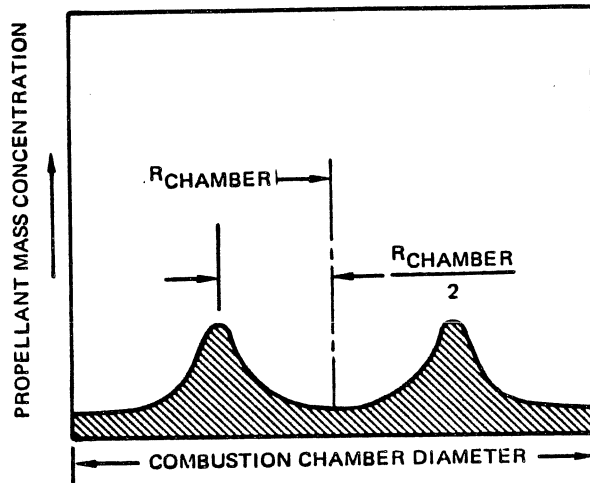 PROPELLANT MASS CONCENTRATION
RCHAMBER
RCHAMBER
2
COMBUSTION CHAMBER DIAMETER